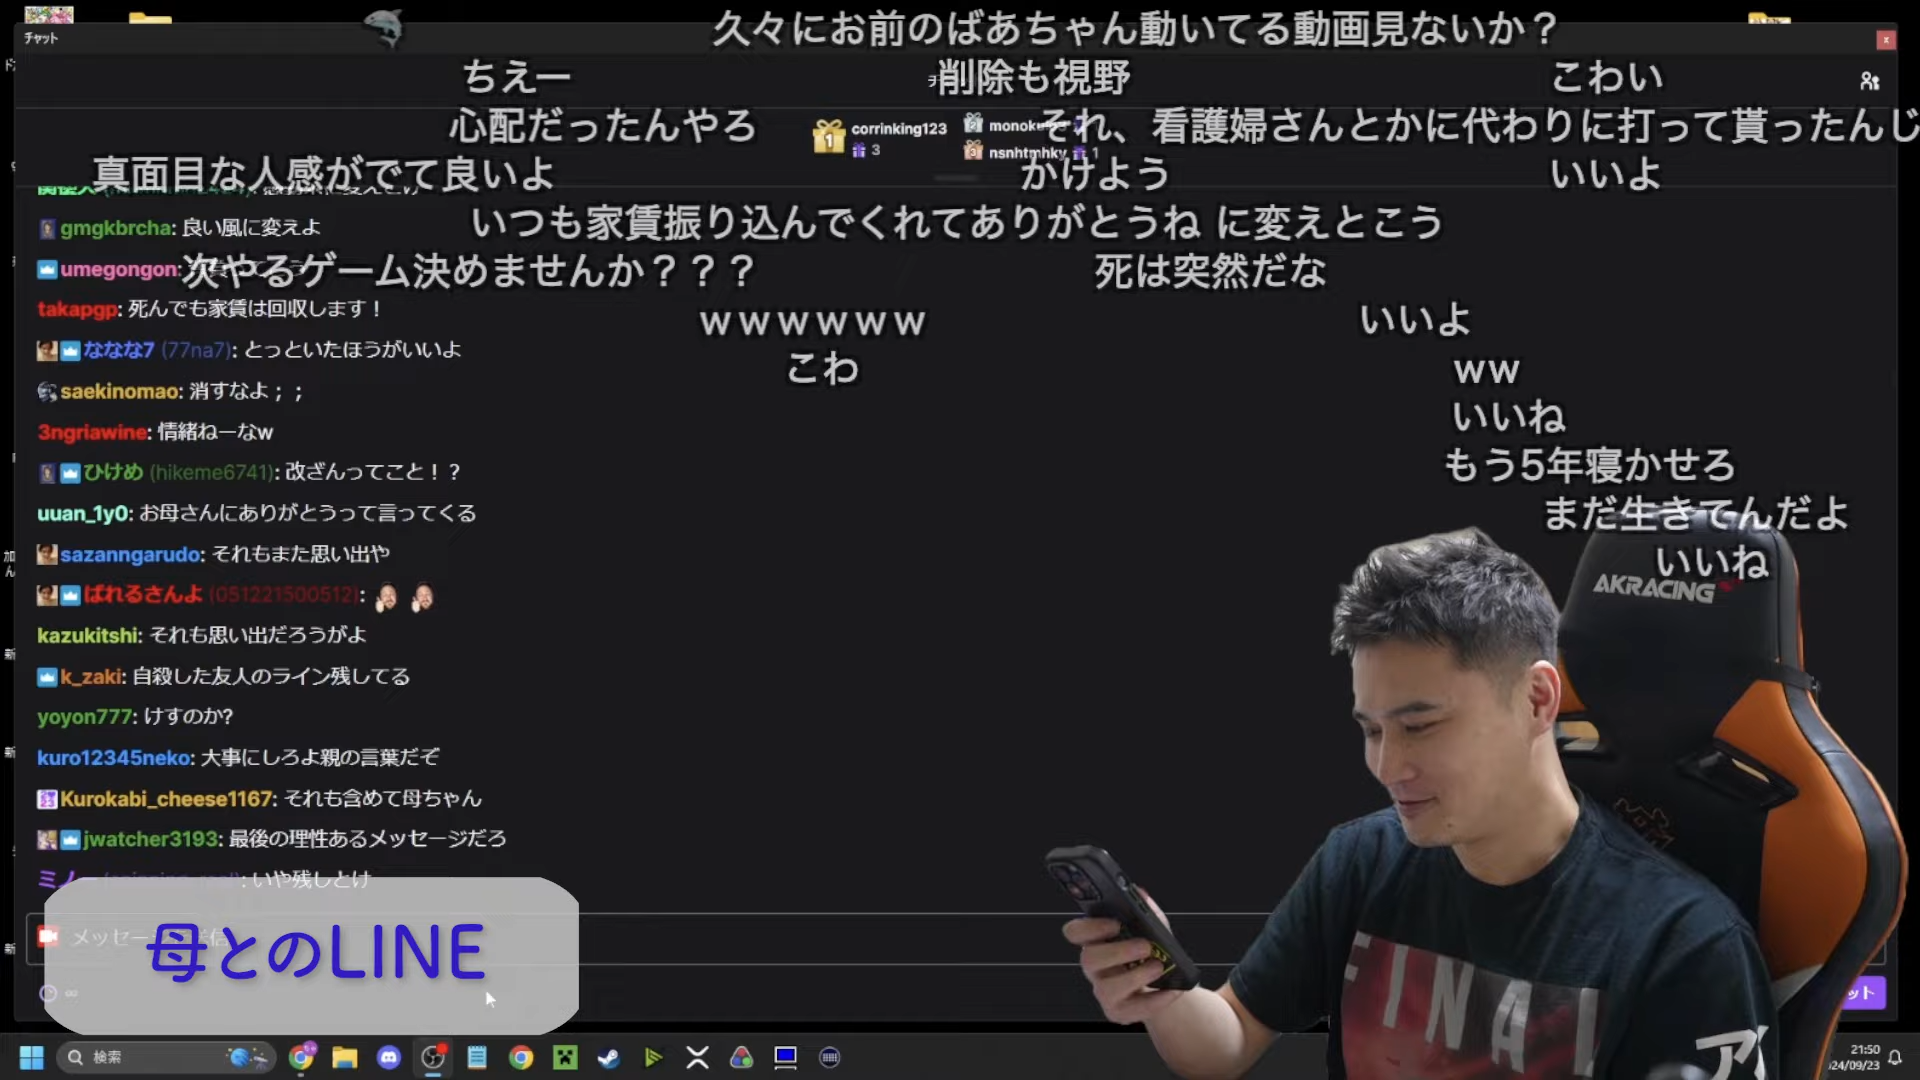 久々にお前のばあちゃん動いてる動画見ないか？
チャット
ちえー
削除も視野
こわい
心配だったんやろ
corrinking123
3
それ、看護婦さんとかに代わりに打って貰ったんじ
nsnhtmhky
1
真面目な人感がでて良いよ
かけよう
いいよ
gmgkbrcha: 良い風に変えよ
いつも家賃振り込んでくれてありがとうね に変えとこう
umegongon:
次やるゲーム決めませんか？？？
死は突然だな
takapgp: 死んでも家賃は回収します！
wwwwww
いいよ
ななな7 (77na7): とっといたほうがいいよ
こわ
ww
saekinomao: 消すなよ；；
いいね
3ngriawine: 情緒ねーなw
もう5年寝かせろ
ひけめ (hikeme6741): 改ざんってこと！？
まだ生きてんだよ
uuan_1y0: お母さんにありがとうって言ってくる
いいね
sazanngarudo: それもまた思い出や
AKRACING
ばれるさんよ (051221500512):
kazukitshi: それも思い出だろうがよ
k_zaki: 自殺した友人のライン残してる
yoyon777: けすのか?
kuro12345neko: 大事にしろよ親の言葉だぞ
Kurokabi_cheese1167: それも含めて母ちゃん
jwatcher3193: 最後の理性あるメッセージだろ
ミノー : いや残しとけ
母とのLINE
FINAL
ア
ット
検索
21:50
24/09/23